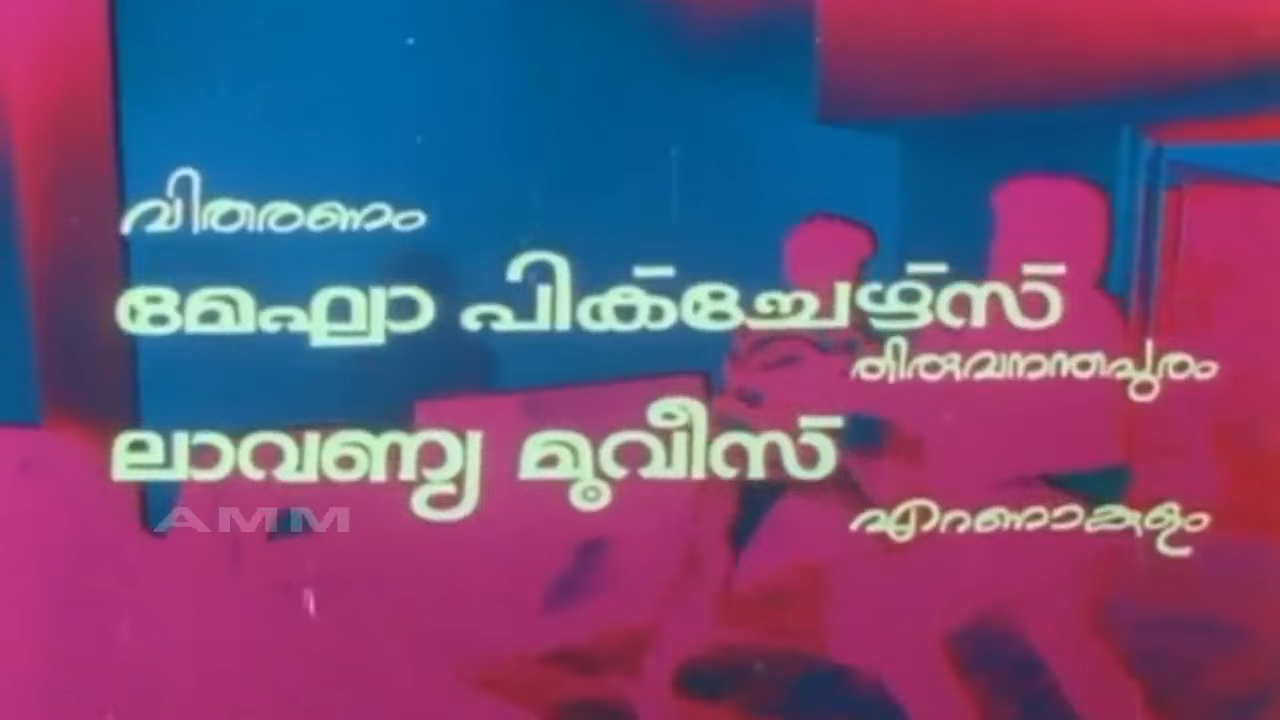 വിതരണം
മേഘാ പിക്ചേഴ്സ്
തിരുവനന്തപുരം
ലാവണ്യ മുവീസ്
എറണാകുളം
AMM